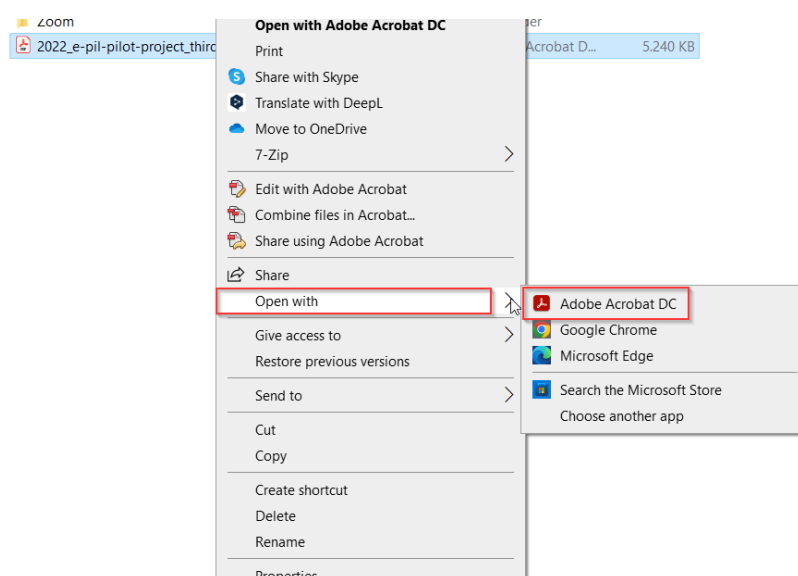 Zoom
Open with Adobe Acrobat DC
2022_e-pil-pilot-project_third
Acrobat D...
5.240 KB
Print
Share with Skype
Translate with DeepL
Move to OneDrive
7-Zip
Edit with Adobe Acrobat
Combine files in Acrobat...
Share using Adobe Acrobat
Share
Open with
Adobe Acrobat DC
Google Chrome
Microsoft Edge
Search the Microsoft Store
Choose another app
Give access to
Restore previous versions
Send to
Cut
Copy
Create shortcut
Delete
Rename
Properties